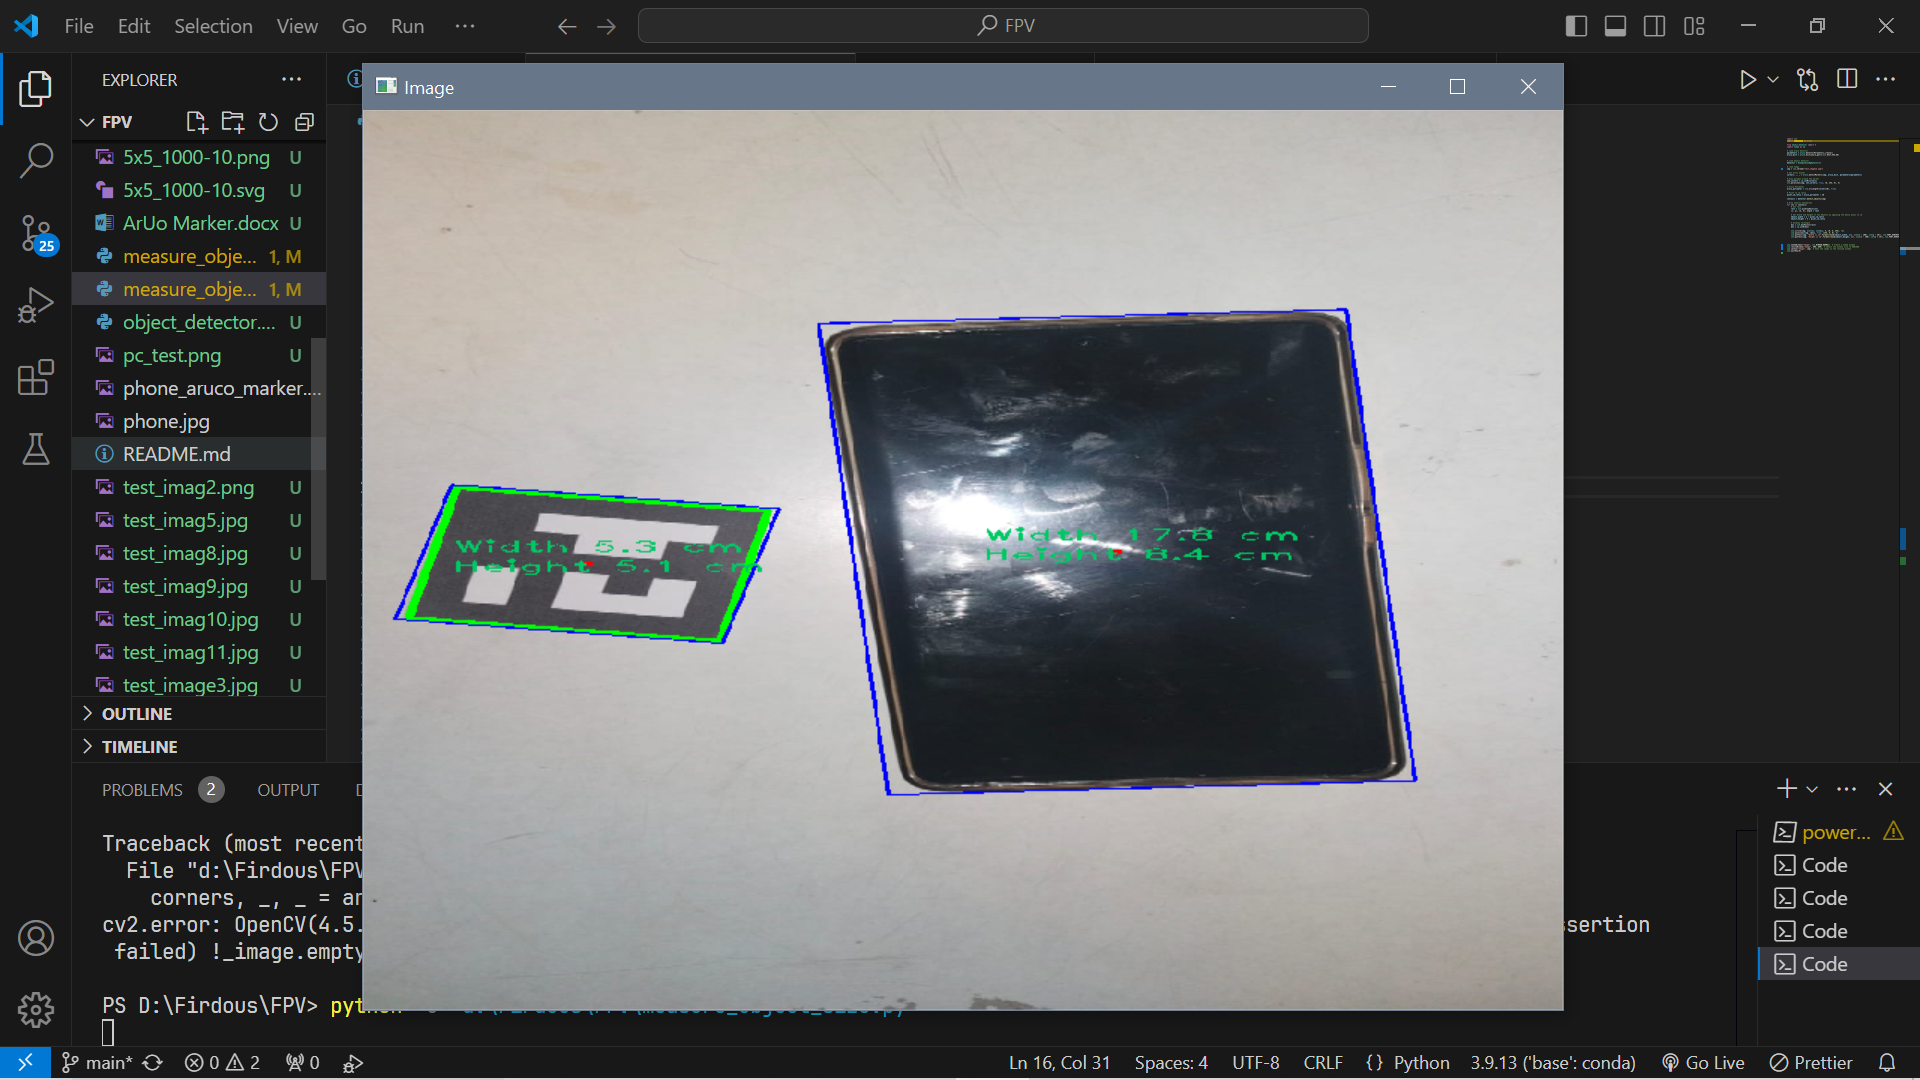 File Edit Selection View Go Run ···
FPV
EXPLORER
FPV
5x5_1000-10.png U
5x5_1000-10.svg U
ArUo Marker.docx U
measure_obje... 1, M
measure_obje... 1, M
object_detector.... U
pc_test.png U
phone_aruco_marker....
phone.jpg
README.md
test_imag2.png U
test_imag5.jpg U
test_imag8.jpg U
test_imag9.jpg U
test_imag10.jpg U
test_imag11.jpg U
test_image3.jpg U
OUTLINE
TIMELINE
25
Image
Width 5.3 cm
Height 5.1 cm
Width 17.8 cm
Height 8.4 cm
PROBLEMS 2 OUTPUT
Traceback (most recent
File "d:\Firdous\FPV
corners, _, _ = ar
cv2.error: OpenCV(4.5. ssertion
failed) !_image.empty
PS D:\Firdous\FPV> python
power...
Code
Code
Code
Code
main* 0 2 0 Ln 16, Col 31 Spaces: 4 UTF-8 CRLF {} Python 3.9.13 ('base': conda) Go Live Prettier